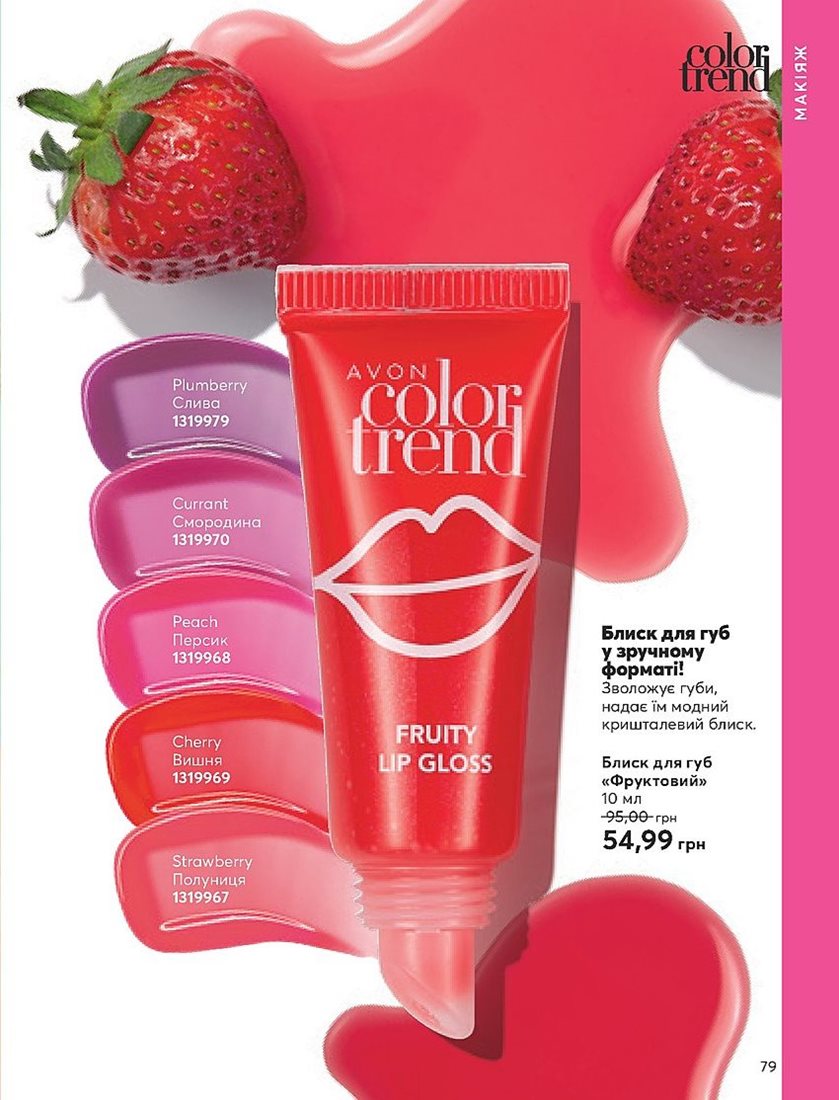 color
trend
МАКІЯЖ
Plumberry
Слива
1319979
Currant
Смородина
1319970
Peach
Персик
1319968
Cherry
Вишня
1319969
Strawberry
Полуниця
1319967
AVON
color
trend
FRUITY
LIP GLOSS
Блиск для губ
у зручному
форматі!
Зволожує губи,
надає їм модний
кришталевий блиск.
Блиск для губ
«Фруктовий»
10 мл
95,00 грн
54,99 грн
79